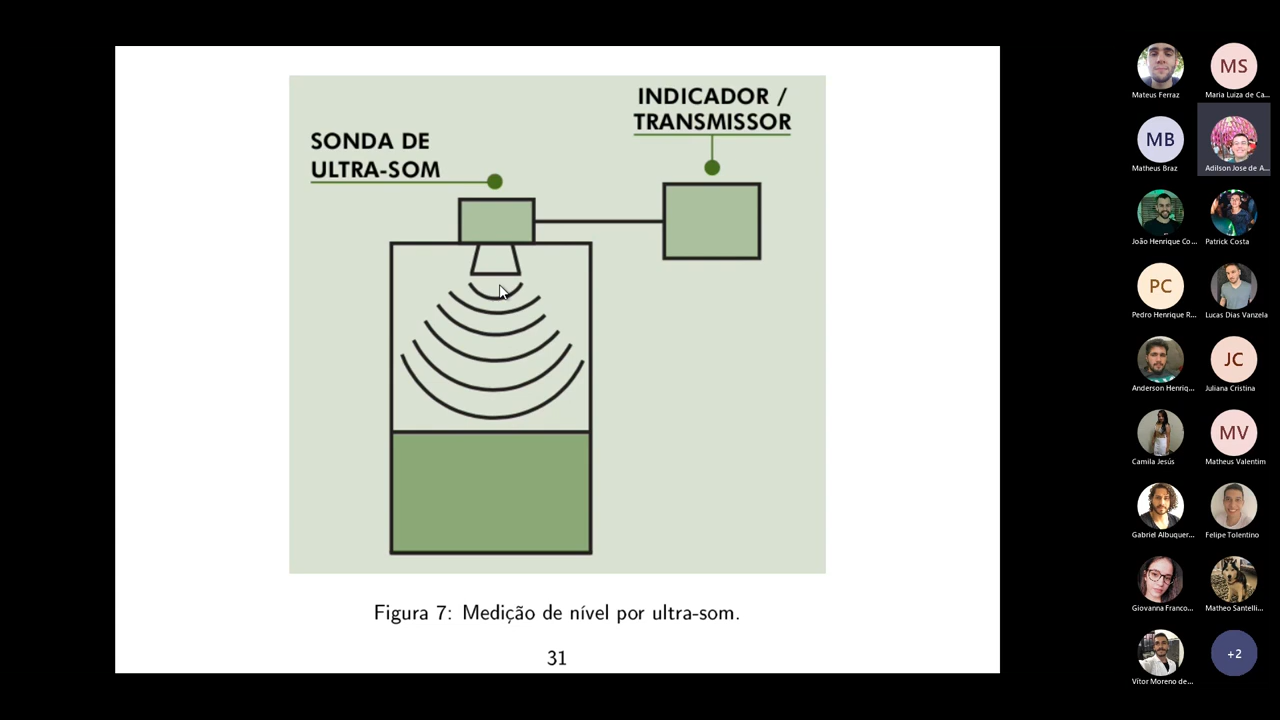 INDICADOR /
TRANSMISSOR
SONDA DE
ULTRA-SOM
Figura 7: Medição de nível por ultra-som.
31
Mateus Ferraz
MS
Maria Luiza de Ca...
MB
Matheus Braz
Adilson Jose de A...
João Henrique Co...
Patrick Costa
PC
Pedro Henrique R...
Lucas Dias Vanzela
Anderson Henriq...
JC
Juliana Cristina
Camila Jesús
MV
Matheus Valentim
Gabriel Albuquer...
Felipe Tolentino
Giovanna Franco...
Matheo Santelli...
Vítor Moreno de...
+2